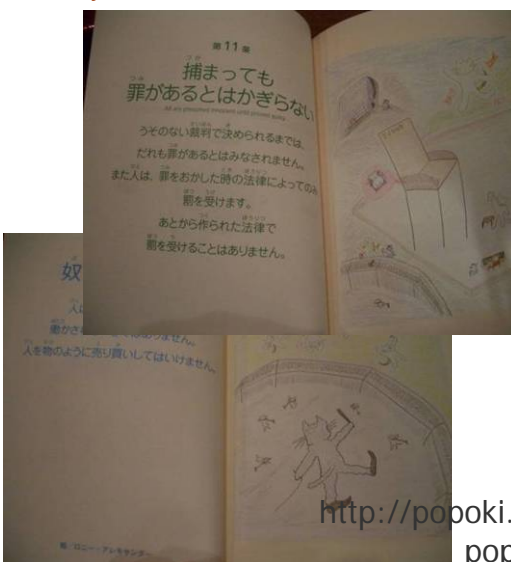 第11条
捕まっても
罪があるとはかぎらない
All are presumed innocent until proven guilty
うそのない裁判で決められるまでは、
だれも罪があるとはみなされません。
また人は、罪をおかした時の法律によってのみ
罰を受けます。
あとから作られた法律で
罰を受けることはありません。
奴
人を物のように売り買いしてはいけません。
絵/ロニー・アレキサンダー
http://popoki.
pop